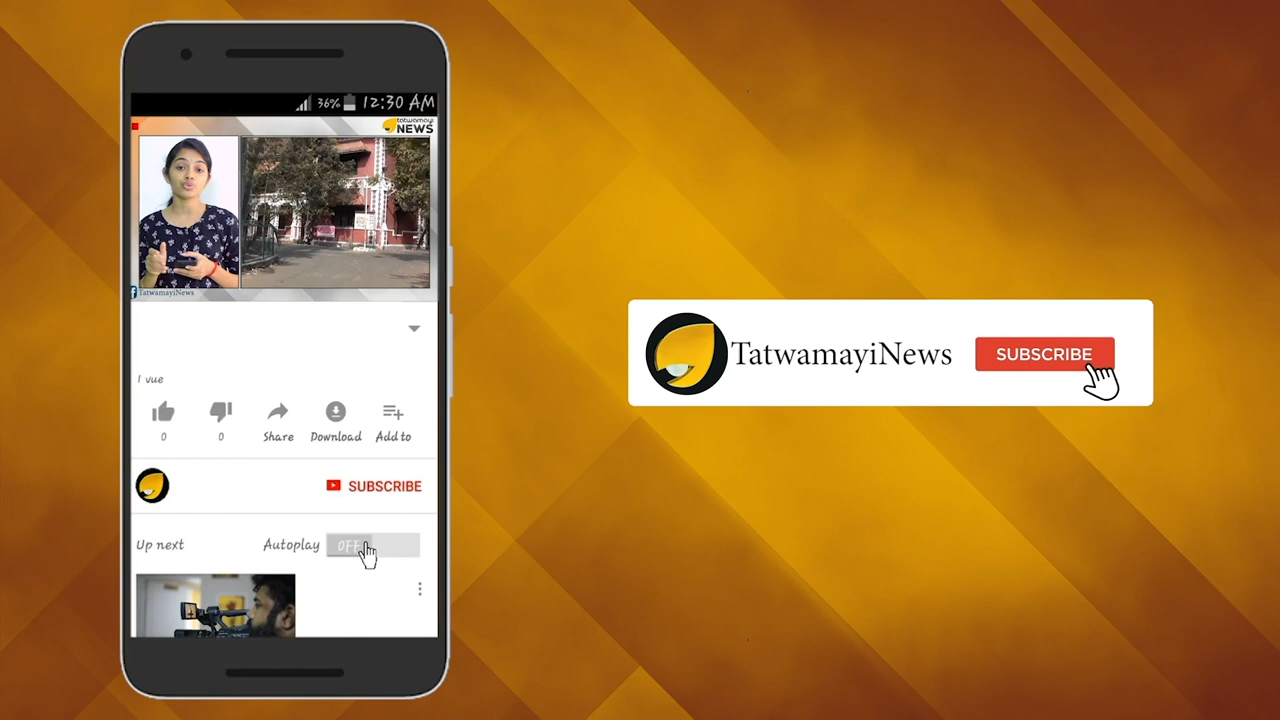 36% 12:30 AM
tatwamayi
NEWS
TatwamayiNews
1 vue
0 0 Share Download Add to
SUBSCRIBE
Up next Autoplay OFF
TatwamayiNews SUBSCRIBE